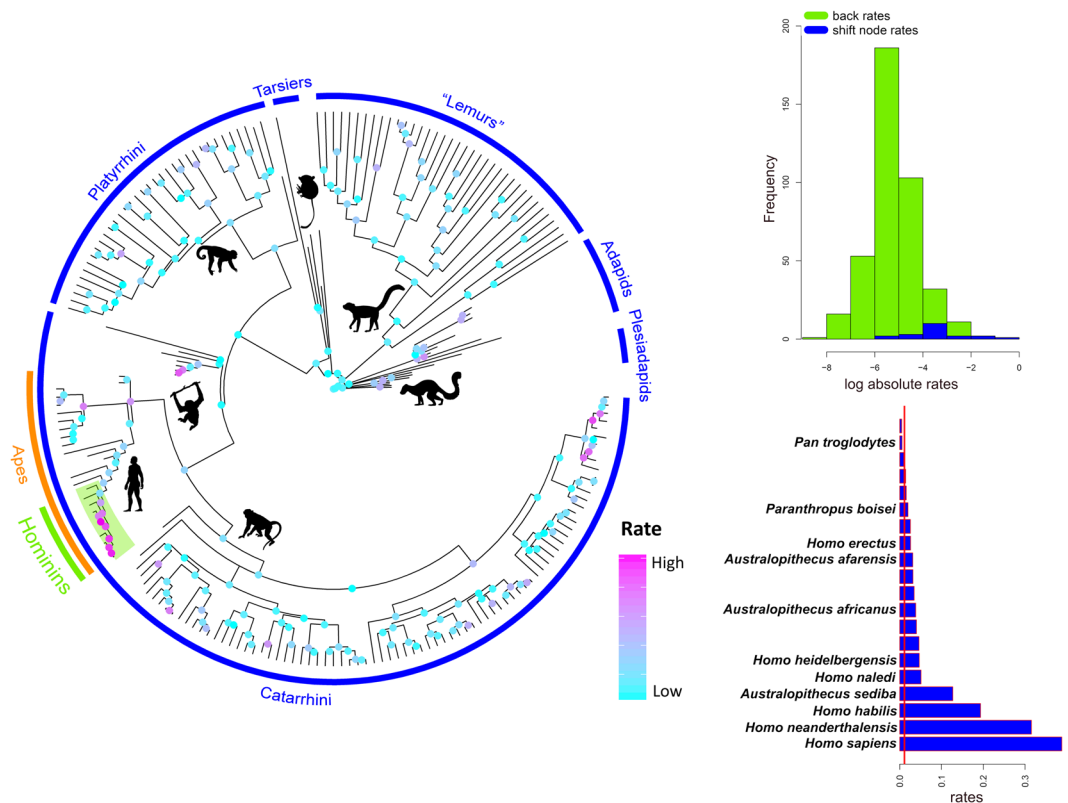 Tarsiers
"Lemurs"
Platyrrhini
Adapids
Plesiadapids
Apes
Hominins
Catarrhini
Rate
High
Low
back rates
shift node rates
Frequency
200
150
100
50
0
−8
−6
−4
−2
0
log absolute rates
Pan troglodytes
Paranthropus boisei
Homo erectus
Australopithecus afarensis
Australopithecus africanus
Homo heidelbergensis
Homo naledi
Australopithecus sediba
Homo habilis
Homo neanderthalensis
Homo sapiens
0.0
0.1
0.2
0.3
rates